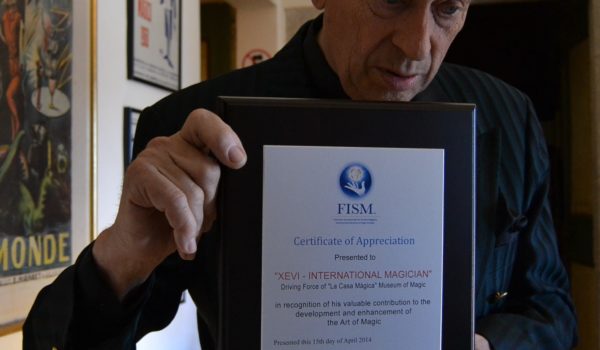 MONDE
FISM
Certificate of Appreciation
Presented to
"XEVI - INTERNATIONAL MAGICIAN"
Driving Force of "La Casa Màgica" Museum of Magic
in recognition of his valuable contribution to the
development and enhancement of
the Art of Magic
Presented this 15th day of April 2014